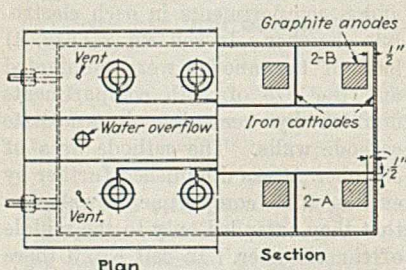 Graphite anodes
Vent
2-B
1/2"
Water overflow
Iron cathodes
1/2"
Vent.
2-A
Plan
Section